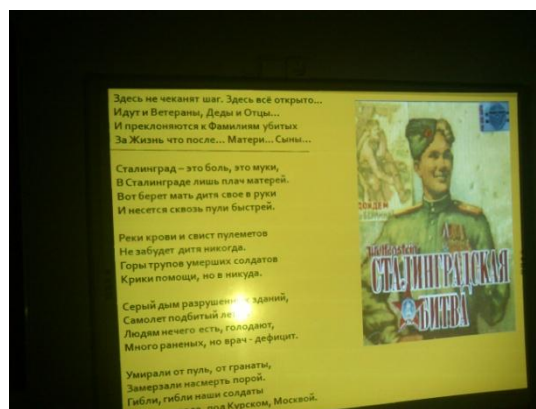 Здесь не чеканят шаг. Здесь всё открыто...
Идут и Ветераны, Деды и Отцы...
И преклоняются к Фамилиям убитых
За Жизнь что после... Матери... Сыны...
Сталинград – это боль, это муки,
В Сталинграде лишь плач матерей.
Вот берет мать дитя свое в руки
И несется сквозь пули быстрей.
Реки крови и свист пулеметов
Не забудет дитя никогда.
Горы трупов умерших солдатов
Крики помощи, но в никуда.
Серый дым разрушенных зданий,
Самолет подбитый
Людям нечего есть, голодают,
Много раненых, но врач - дефицит.
Умирали от пуль, от гранаты,
Замерзали насмерть порой.
Гибли, гибли наши солдаты
под Курском, Москвой.
СТАЛИНГРАДСКАЯ
БИТВА